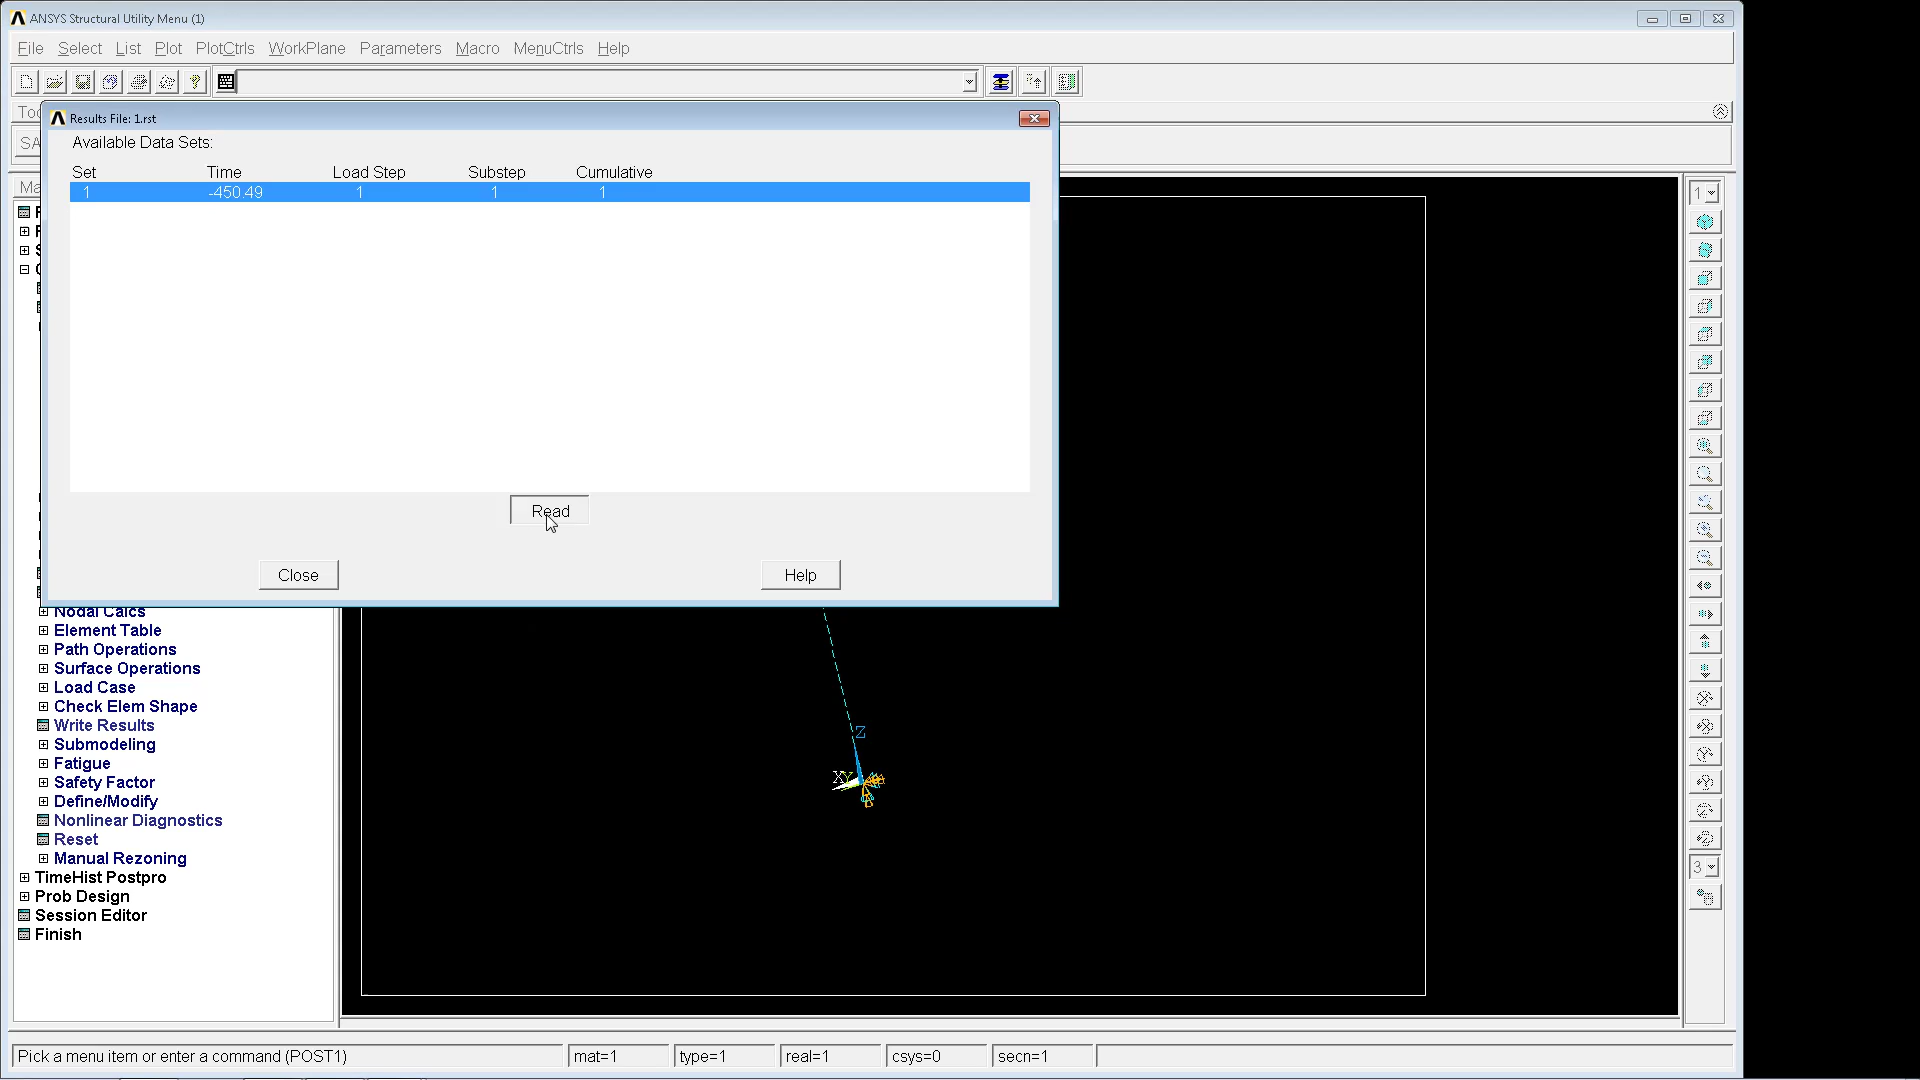 ANSYS Structural Utility Menu (1)
File Select List Plot PlotCtrls WorkPlane Parameters Macro MenuCtrls Help
Results File: 1.rst
Available Data Sets:
Set Time Load Step Substep Cumulative
1 -450.49 1 1 1
Read
Close Help
Nodal Calcs
Element Table
Path Operations
Surface Operations
Load Case
Check Elem Shape
Write Results
Submodeling
Fatigue
Safety Factor
Define/Modify
Nonlinear Diagnostics
Reset
Manual Rezoning
TimeHist Postpro
Prob Design
Session Editor
Finish
Z
XY
1
3
Pick a menu item or enter a command (POST1) mat=1 type=1 real=1 csys=0 secn=1